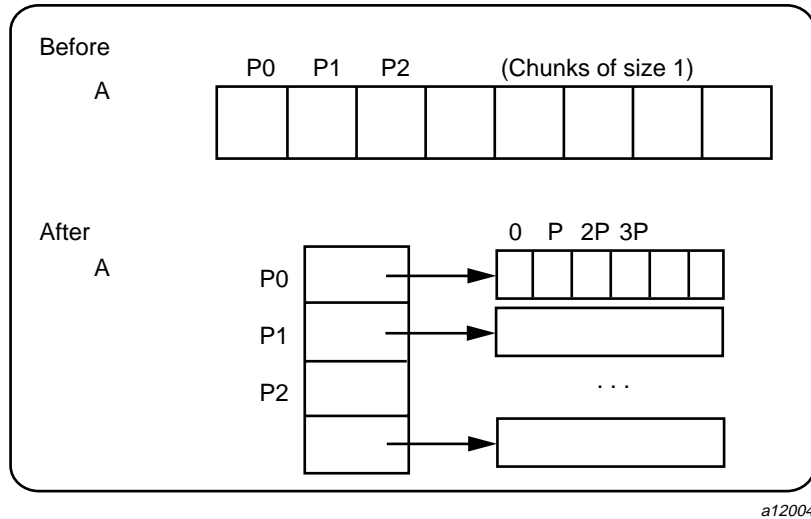 Before
P0 P1 P2 (Chunks of size 1)
A
After
0 P 2P 3P
A
P0
P1
P2
. . .
a12004